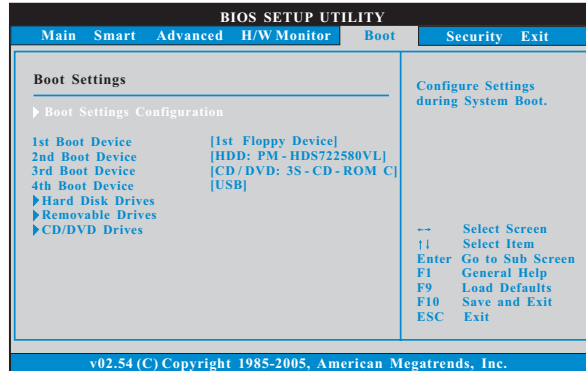 BIOS SETUP UTILITY
Main Smart Advanced H/W Monitor Boot Security Exit
Boot Settings
Boot Settings Configuration
1st Boot Device [1st Floppy Device]
2nd Boot Device [HDD: PM - HDS722580VL]
3rd Boot Device [CD / DVD: 3S - CD - ROM C]
4th Boot Device [USB]
Hard Disk Drives
Removable Drives
CD/DVD Drives
Configure Settings
during System Boot.
←→ Select Screen
↑↓ Select Item
Enter Go to Sub Screen
F1 General Help
F9 Load Defaults
F10 Save and Exit
ESC Exit
v02.54 (C) Copyright 1985-2005, American Megatrends, Inc.